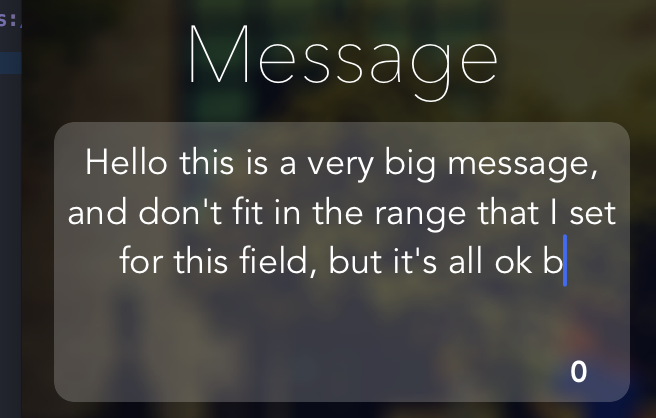 s:/
Message
Hello this is a very big message,
and don't fit in the range that I set
for this field, but it's all ok b
0